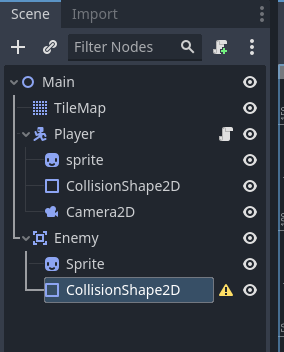 Scene Import
Filter Nodes
Main
TileMap
Player
sprite
CollisionShape2D
Camera2D
Enemy
Sprite
CollisionShape2D